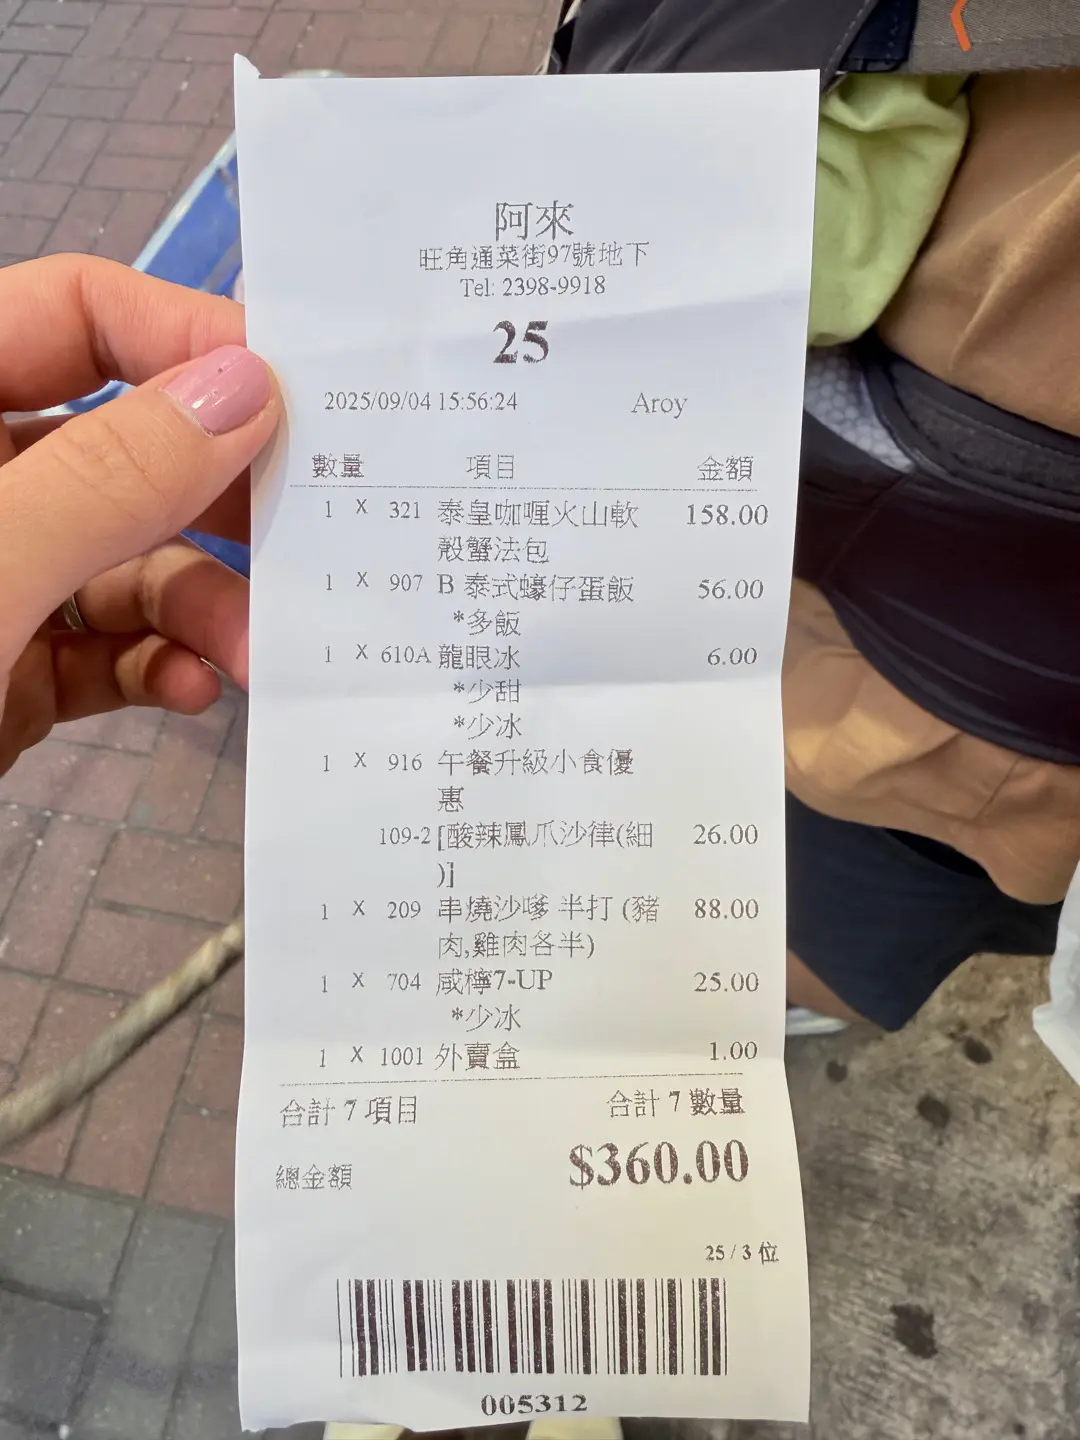 阿來
旺角通菜街97號地下
Tel: 2398-9918
25
2025/09/04 15:56:24 Aroy
數量 項目 金額
1 X 321 泰皇咖喱火山軟 158.00
殼蟹法包
1 X 907 B 泰式蠔仔蛋飯 56.00
*多飯
1 X 610A 龍眼冰 6.00
*少甜
*少冰
1 X 916 午餐升級小食優
惠
109-2 [酸辣鳳爪沙律(細 26.00
)]
1 X 209 串燒沙嗲 半打 (豬 88.00
肉,雞肉各半)
1 X 704 咸檸7-UP 25.00
*少冰
1 X 1001 外賣盒 1.00
合計 7 項目 合計 7 數量
總金額 $360.00
25 / 3 位
005312